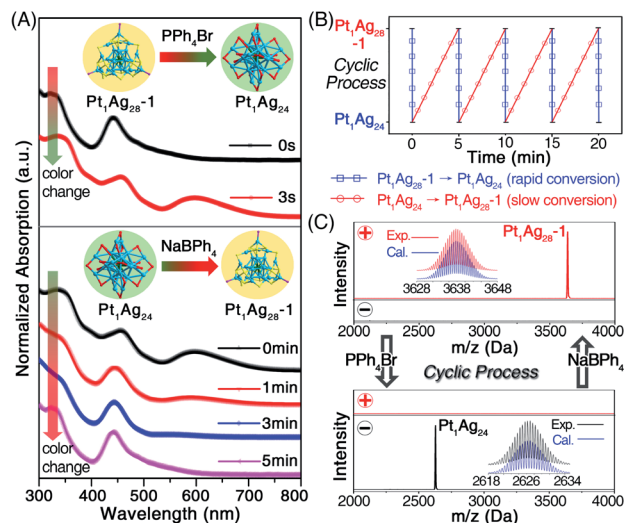 (A)
PPh4Br
Pt1Ag28-1
Pt1Ag24
0s
3s
color
change
NaBPh4
Pt1Ag24
Pt1Ag28-1
0min
1min
3min
5min
color
change
Normalized Absorption (a.u.)
300 400 500 600 700 800
Wavelength (nm)
(B)
Pt1Ag28
-1
Cyclic
Process
Pt1Ag24
0 5 10 15 20
Time (min)
Pt1Ag28-1 → Pt1Ag24 (rapid conversion)
Pt1Ag24 → Pt1Ag28-1 (slow conversion)
(C)
+
Pt1Ag28-1
Exp.
Cal.
3628 3638 3648
−
Intensity
2000 2500 3000 3500 4000
m/z (Da)
PPh4Br
Cyclic Process
NaBPh4
+
−
Pt1Ag24
Exp.
Cal.
2618 2626 2634
Intensity
2000 2500 3000 3500 4000
m/z (Da)